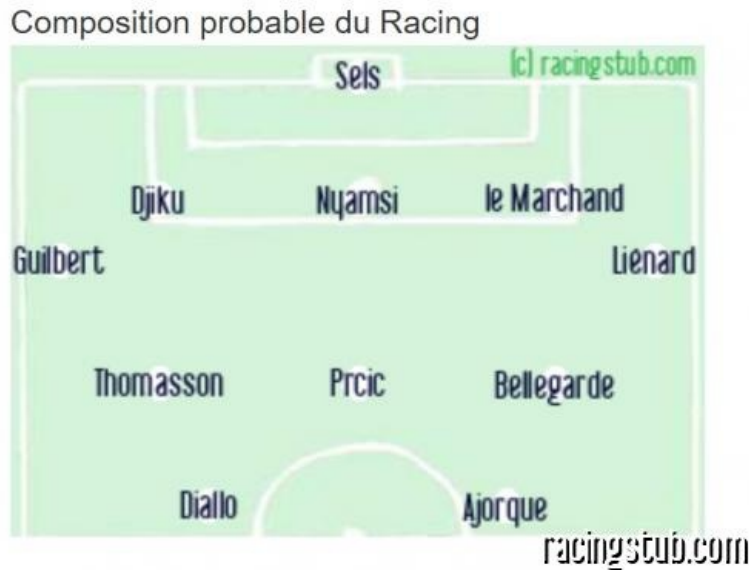 Composition probable du Racing
(c) racingstub.com
Sels
Djiku Nyamsi le Marchand
Guilbert Liénard
Thomasson Prcic Bellegarde
Diallo Ajorque
racingstub.com